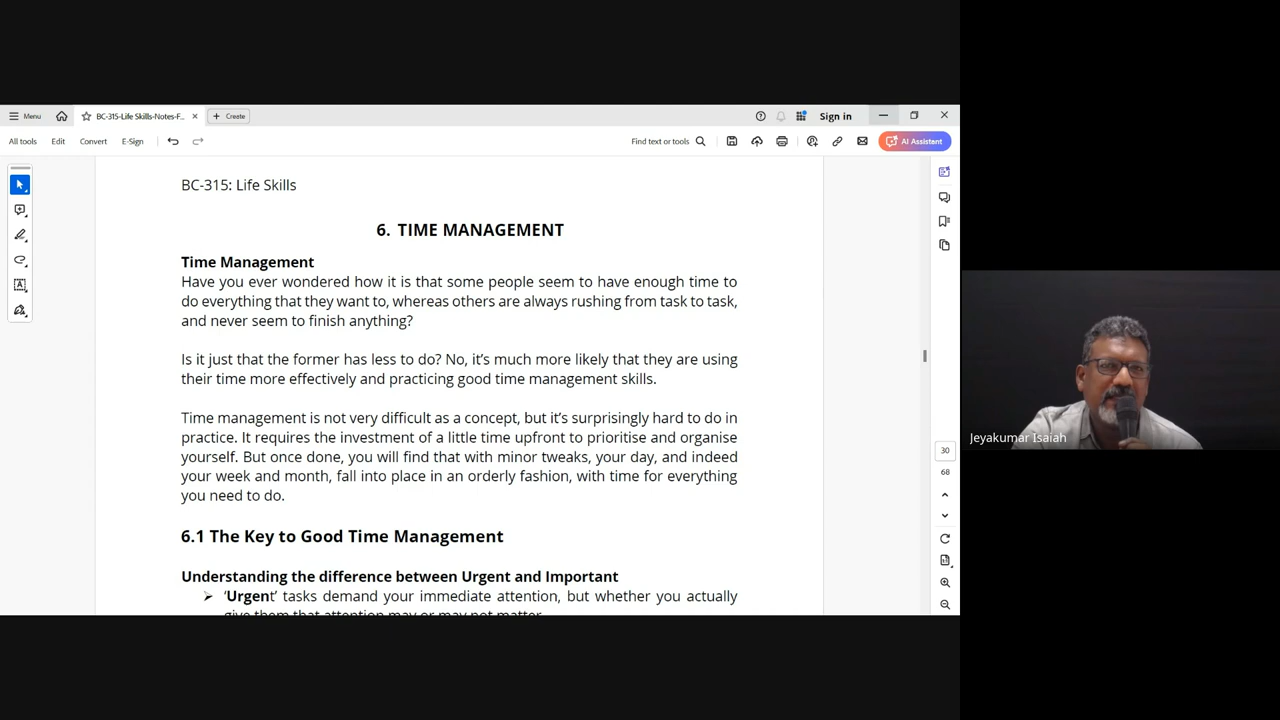 Menu
BC-315-Life Skills-Notes-F...
Create
Sign in
All tools
Edit
Convert
E-Sign
Find text or tools
AI Assistant
BC-315: Life Skills
6. TIME MANAGEMENT
Time Management
Have you ever wondered how it is that some people seem to have enough time to
do everything that they want to, whereas others are always rushing from task to task,
and never seem to finish anything?
Is it just that the former has less to do? No, it's much more likely that they are using
their time more effectively and practicing good time management skills.
Time management is not very difficult as a concept, but it's surprisingly hard to do in
practice. It requires the investment of a little time upfront to prioritise and organise
yourself. But once done, you will find that with minor tweaks, your day, and indeed
your week and month, fall into place in an orderly fashion, with time for everything
you need to do.
6.1 The Key to Good Time Management
Understanding the difference between Urgent and Important
➤ 'Urgent' tasks demand your immediate attention, but whether you actually
give them that attention may or may not matter.
30
68
Jeyakumar Isaiah